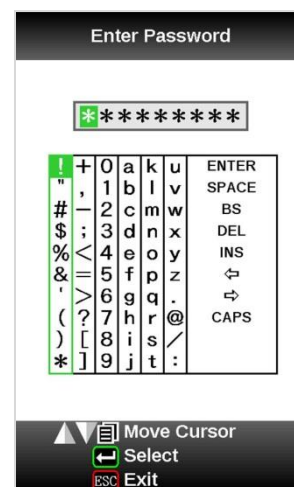 Enter Password
*********
! + 0 a k u ENTER
" , 1 b l v SPACE
# - 2 c m w BS
$ ; 3 d n x DEL
% < 4 e o y INS
& = 5 f p z ⇦
' > 6 g q . ⇨
( ? 7 h r @ CAPS
) [ 8 i s /
* ] 9 j t :
Move Cursor
Select
ESC Exit